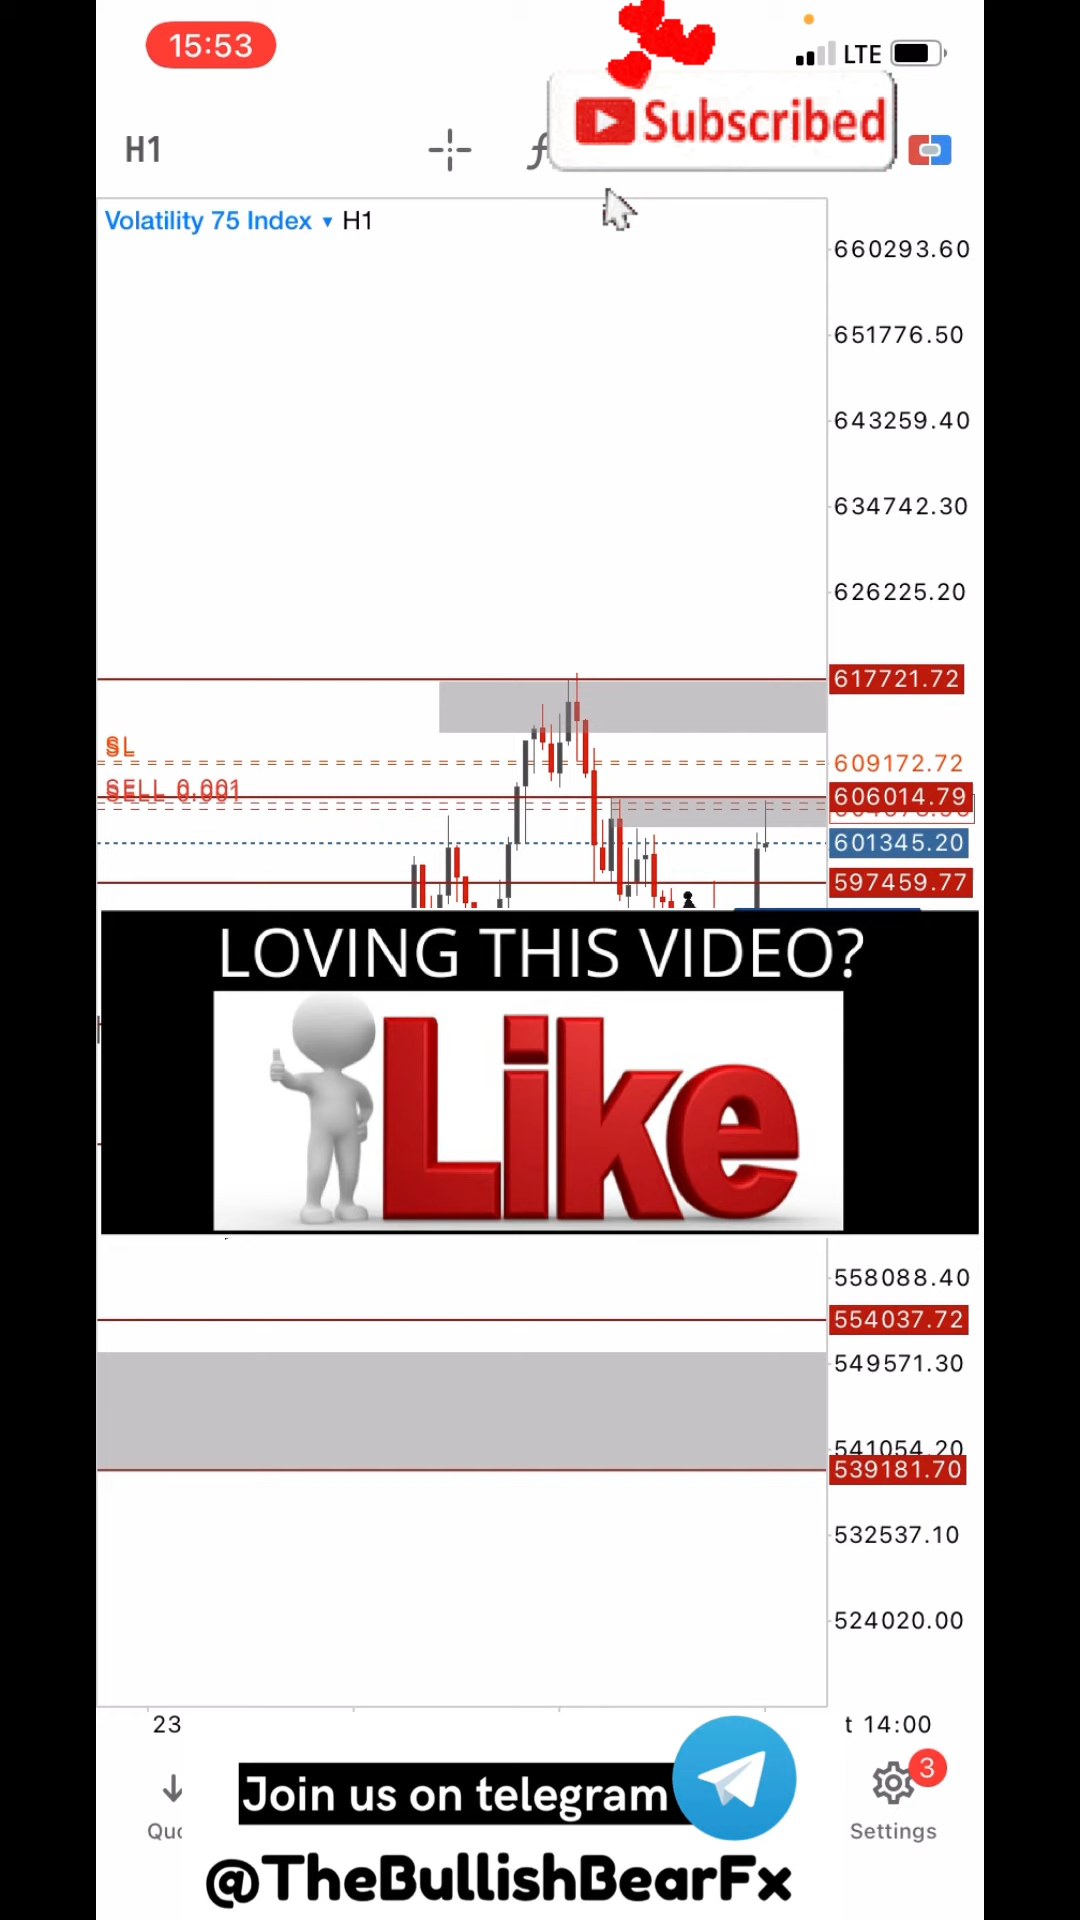 15:53
LTE
Subscribed
H1
Volatility 75 Index ▾ H1
660293.60
651776.50
643259.40
634742.30
626225.20
617721.72
SL
609172.72
SELL 0.001
606014.79
601345.20
597459.77
LOVING THIS VIDEO?
Like
558088.40
554037.72
549571.30
541054.20
539181.70
532537.10
524020.00
23
t 14:00
3
Join us on telegram
Quo
Settings
@TheBullishBearFx